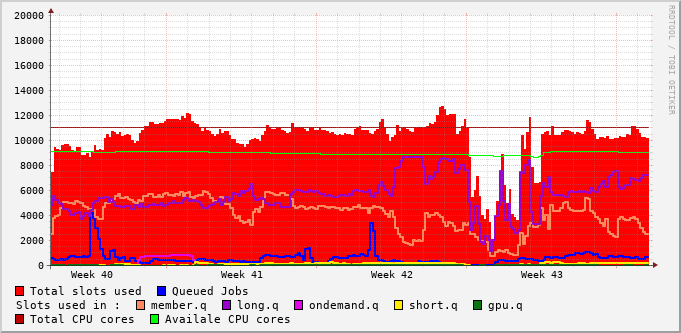 20000
18000
16000
14000
12000
10000
8000
6000
4000
2000
0
Week 40 Week 41 Week 42 Week 43
Total slots used Queued Jobs
Slots used in : member.q long.q ondemand.q short.q gpu.q
Total CPU cores Availale CPU cores
RRDTOOL / TOBI OETIKER